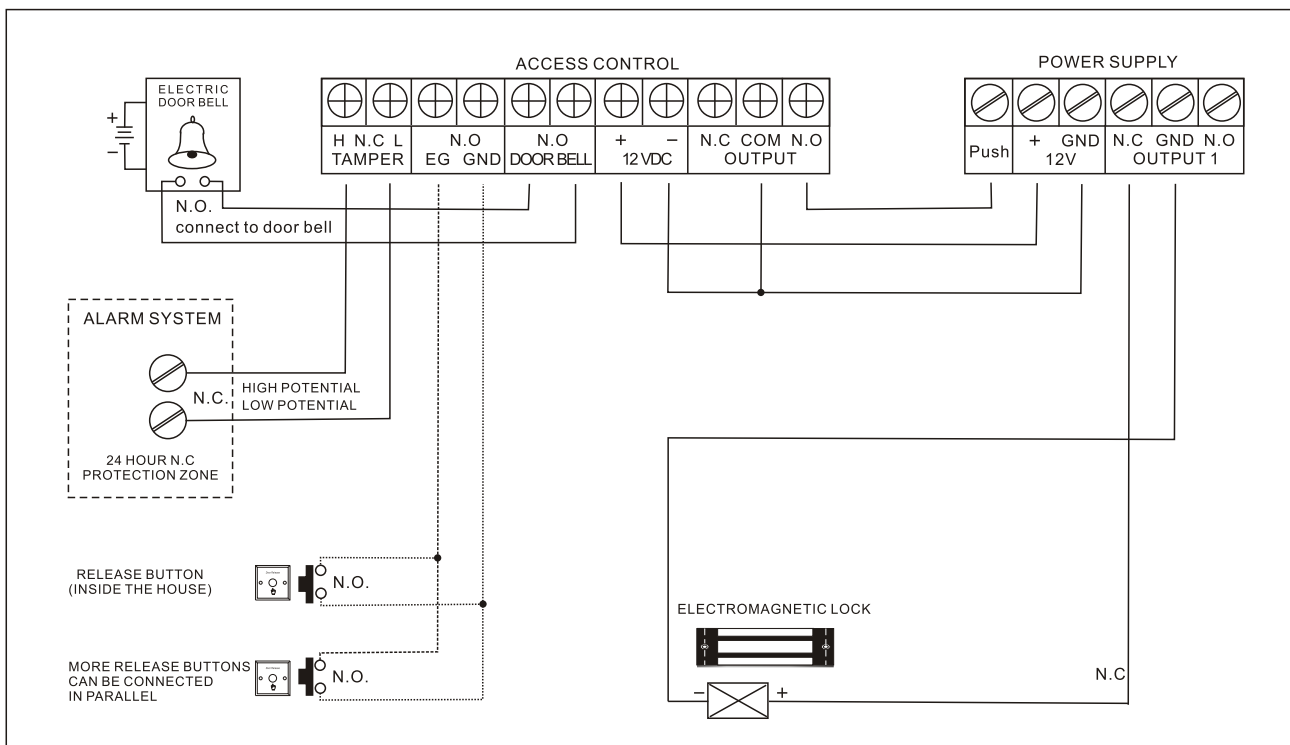 ACCESS CONTROL
POWER SUPPLY
ELECTRIC
DOOR BELL
+
−
H N.C L
TAMPER
N.O
EG GND
N.O
DOOR BELL
+ −
12 VDC
N.C COM N.O
OUTPUT
Push
+ GND
12V
N.C GND N.O
OUTPUT 1
N.O.
connect to door bell
ALARM SYSTEM
N.C.
HIGH POTENTIAL
LOW POTENTIAL
24 HOUR N.C
PROTECTION ZONE
RELEASE BUTTON
(INSIDE THE HOUSE)
N.O.
MORE RELEASE BUTTONS
CAN BE CONNECTED
IN PARALLEL
N.O.
ELECTROMAGNETIC LOCK
− +
N.C